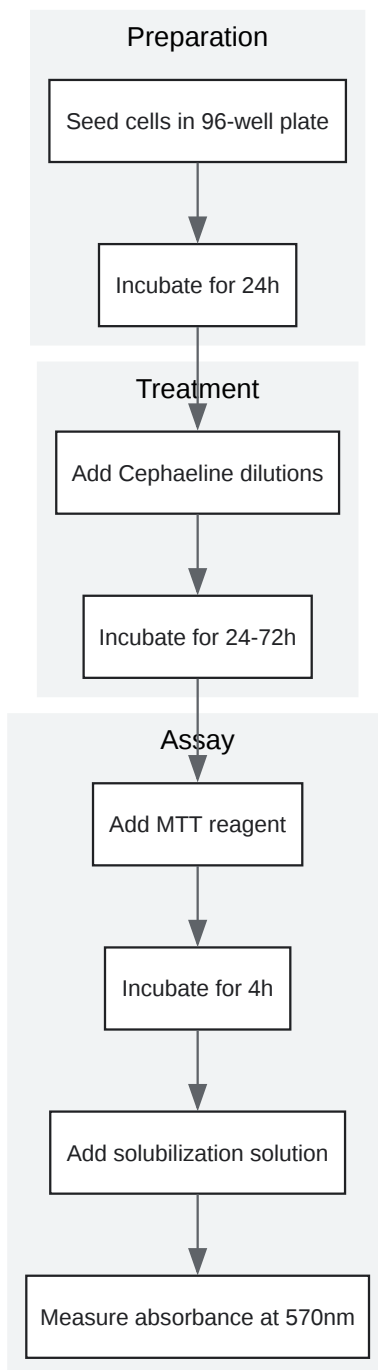 Preparation
Seed cells in 96-well plate
Incubate for 24h
Treatment
Add Cephaeline dilutions
Incubate for 24-72h
Assay
Add MTT reagent
Incubate for 4h
Add solubilization solution
Measure absorbance at 570nm